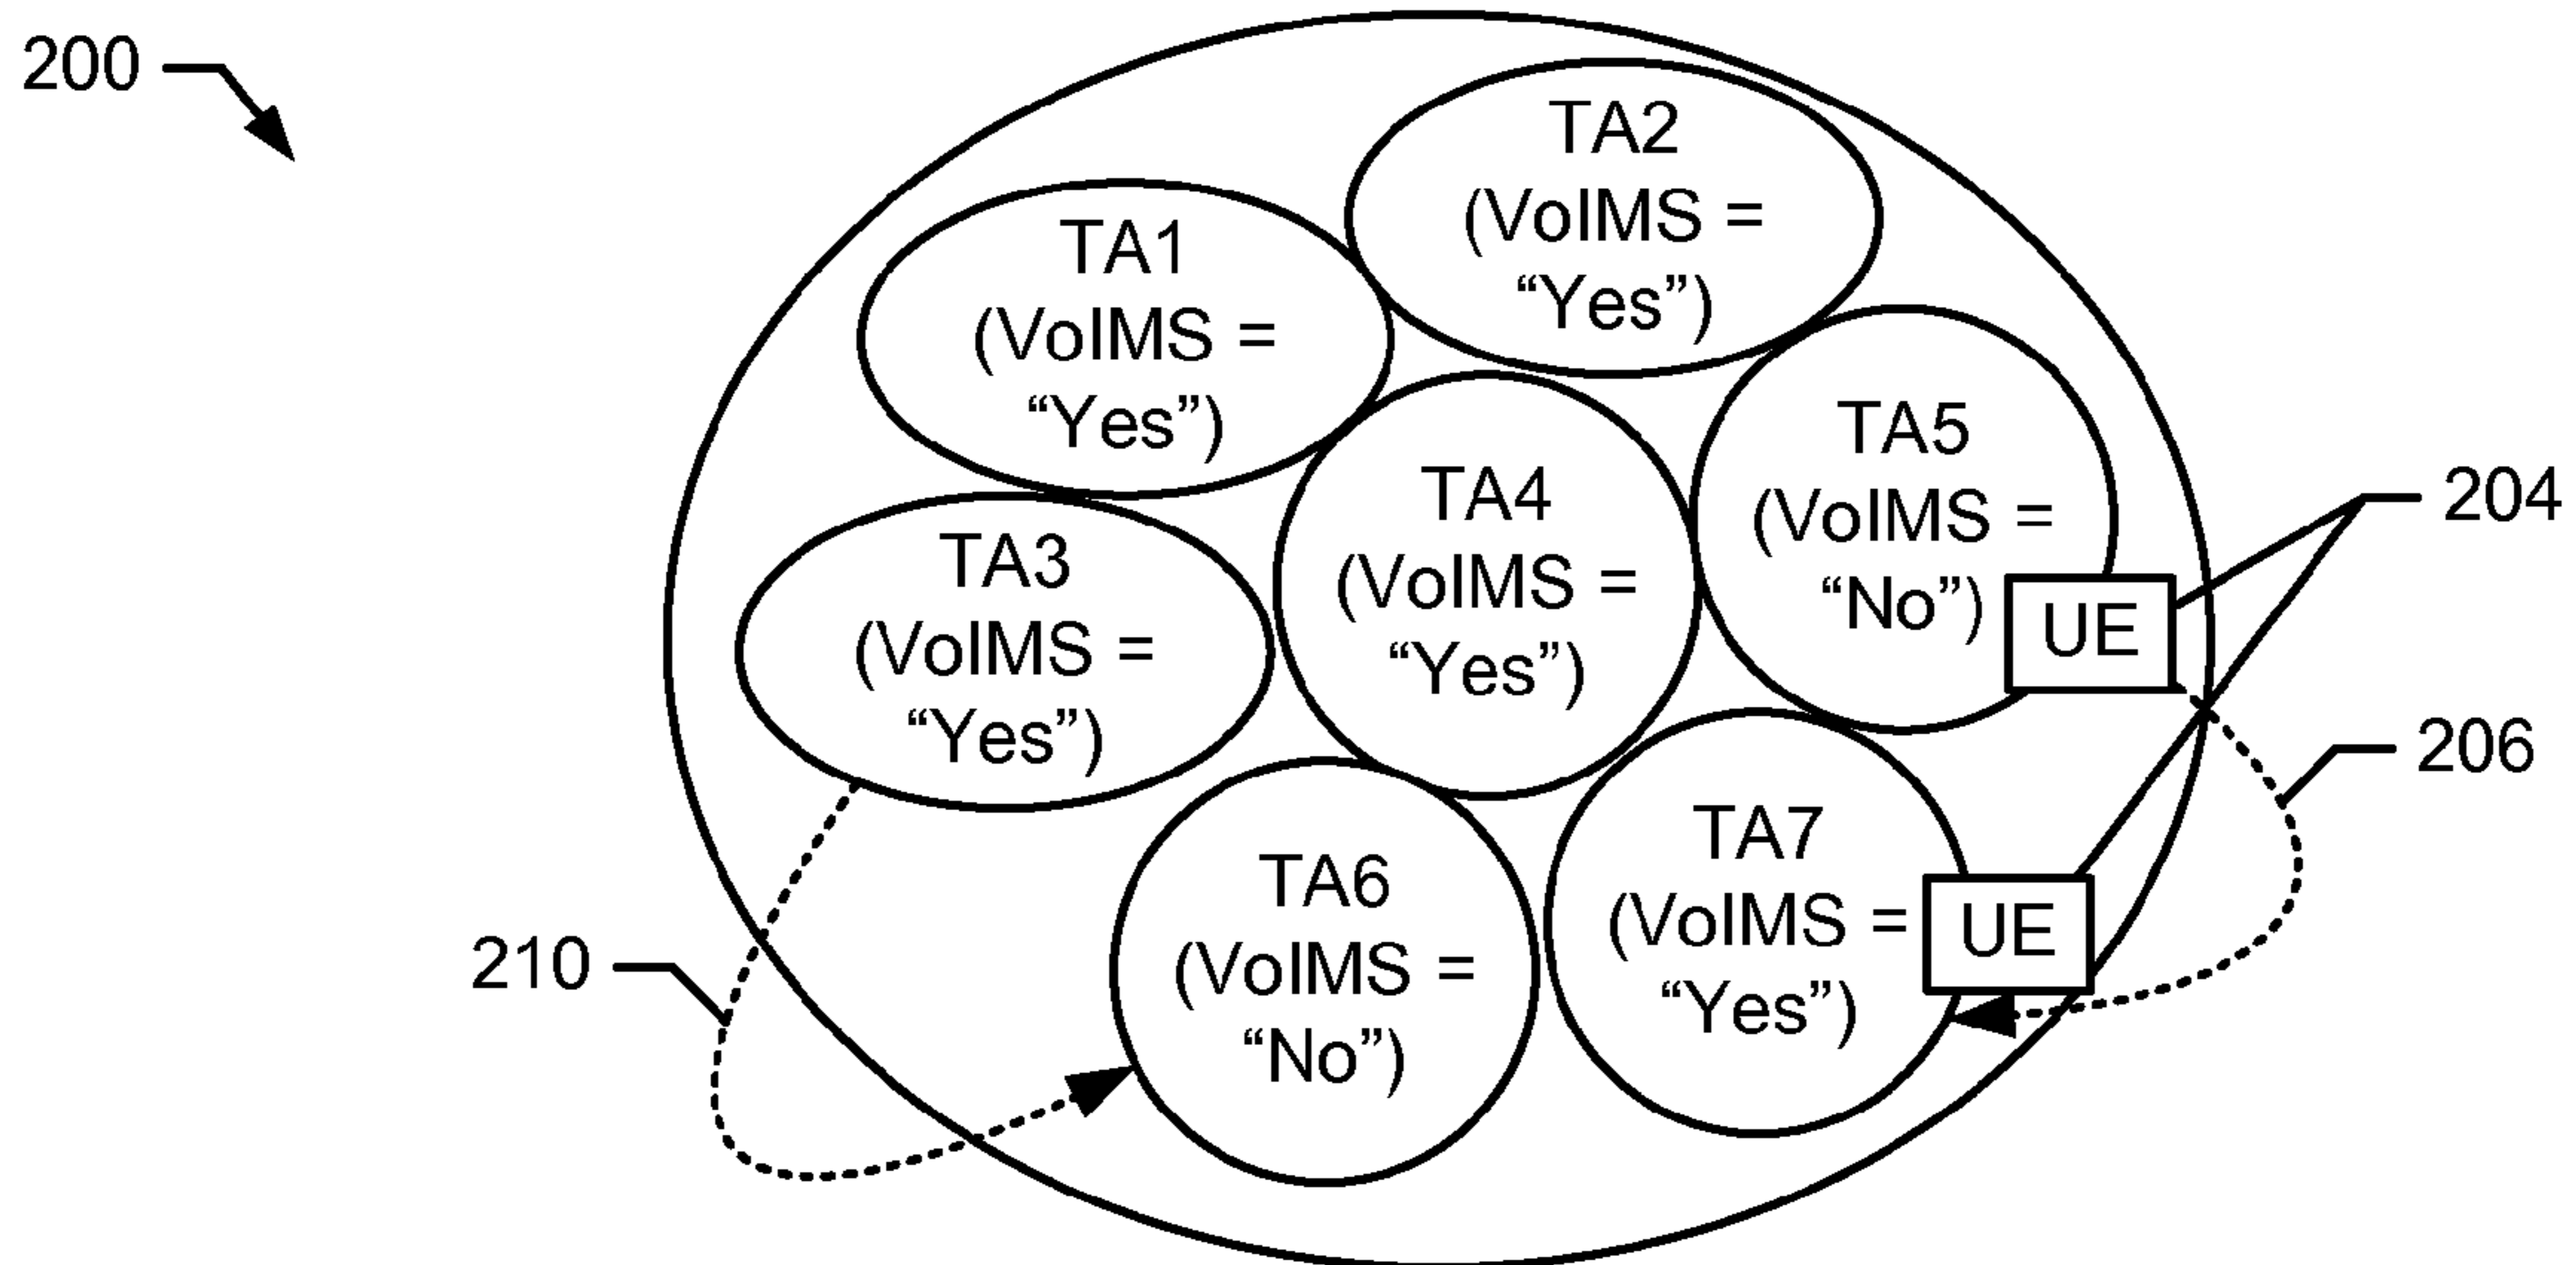 200
TA2
(VoIMS =
“Yes”)
TA1
(VoIMS =
“Yes”)
TA5
(VoIMS =
“No”)
UE
204
TA4
(VoIMS =
“Yes”)
TA3
(VoIMS =
“Yes”)
206
TA7
(VoIMS =
“Yes”)
UE
TA6
(VoIMS =
“No”)
210